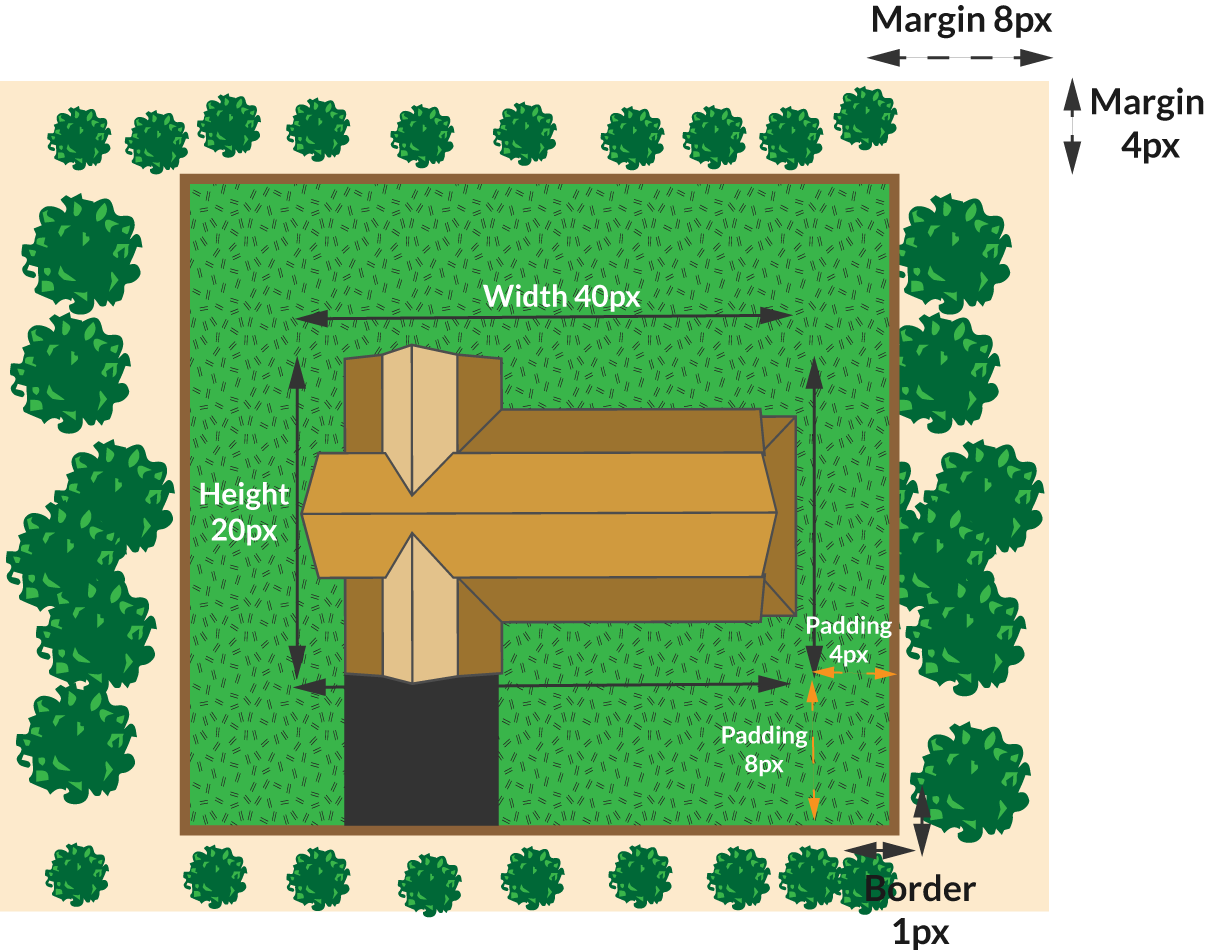 Margin 8px
Margin
4px
Width 40px
Height
20px
Padding
4px
Padding
8px
Border
1px